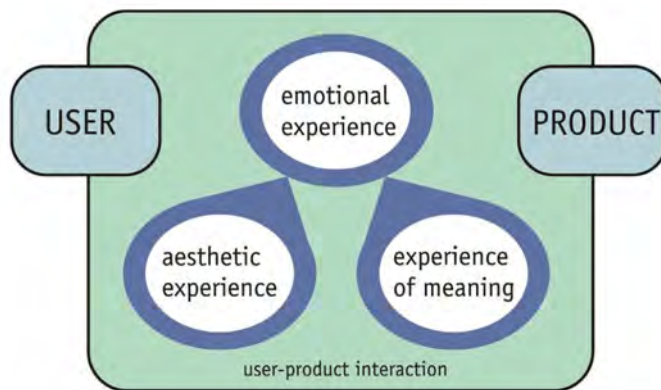 emotional
experience
USER
PRODUCT
aesthetic
experience
experience
of meaning
user-product interaction